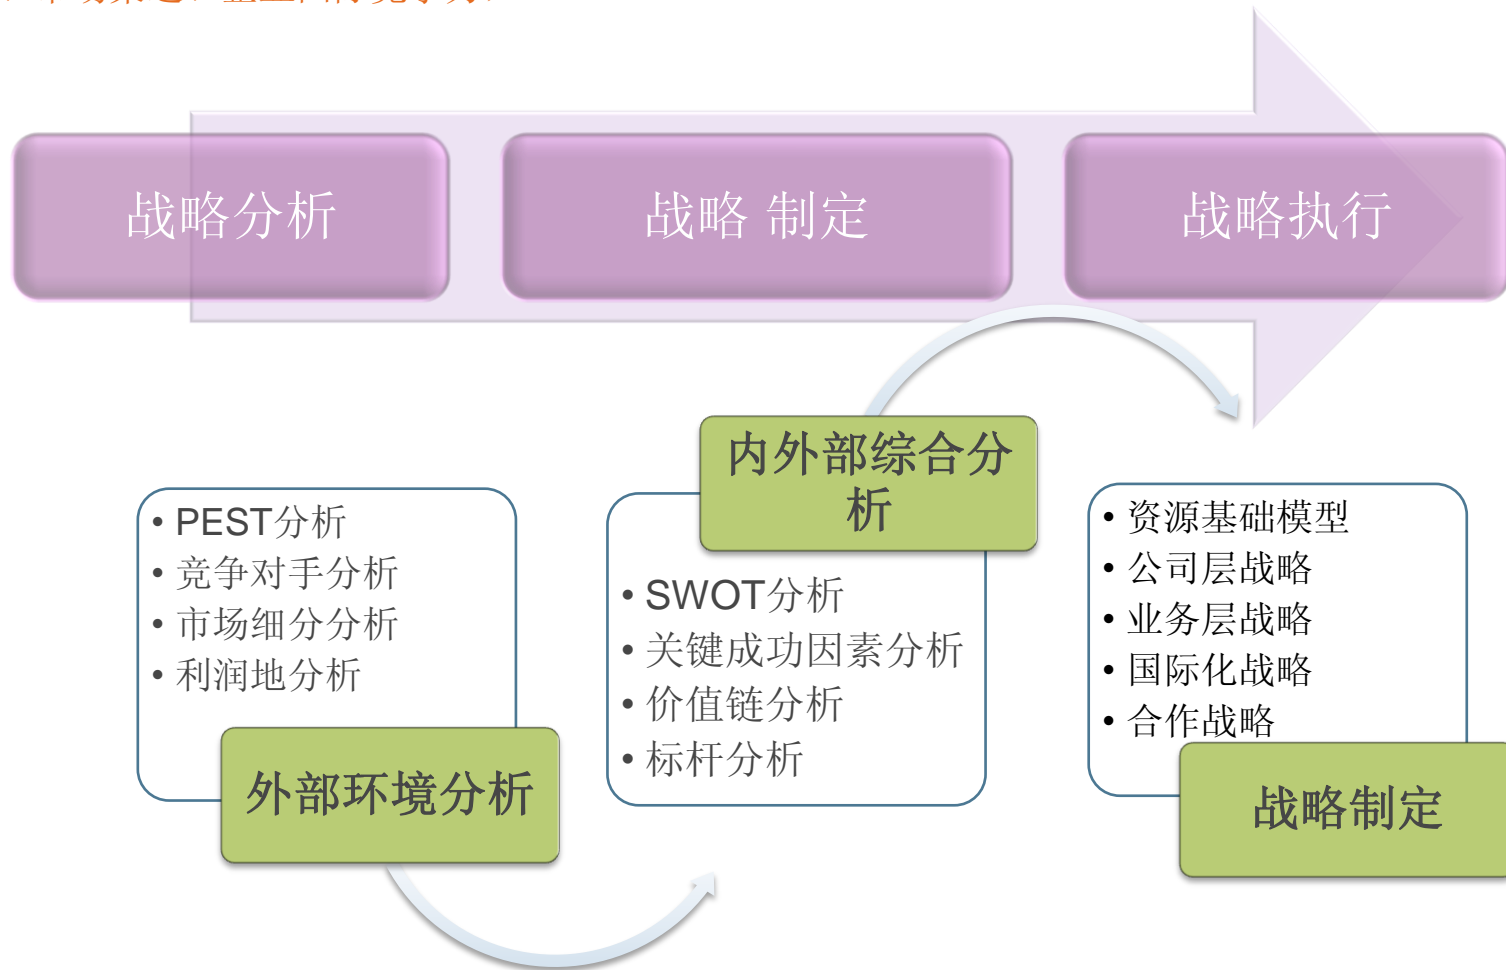 战略分析
战略 制定
战略执行
• PEST分析
• 竞争对手分析
• 市场细分分析
• 利润地分析
外部环境分析
内外部综合分
析
• SWOT分析
• 关键成功因素分析
• 价值链分析
• 标杆分析
• 资源基础模型
• 公司层战略
• 业务层战略
• 国际化战略
• 合作战略
战略制定